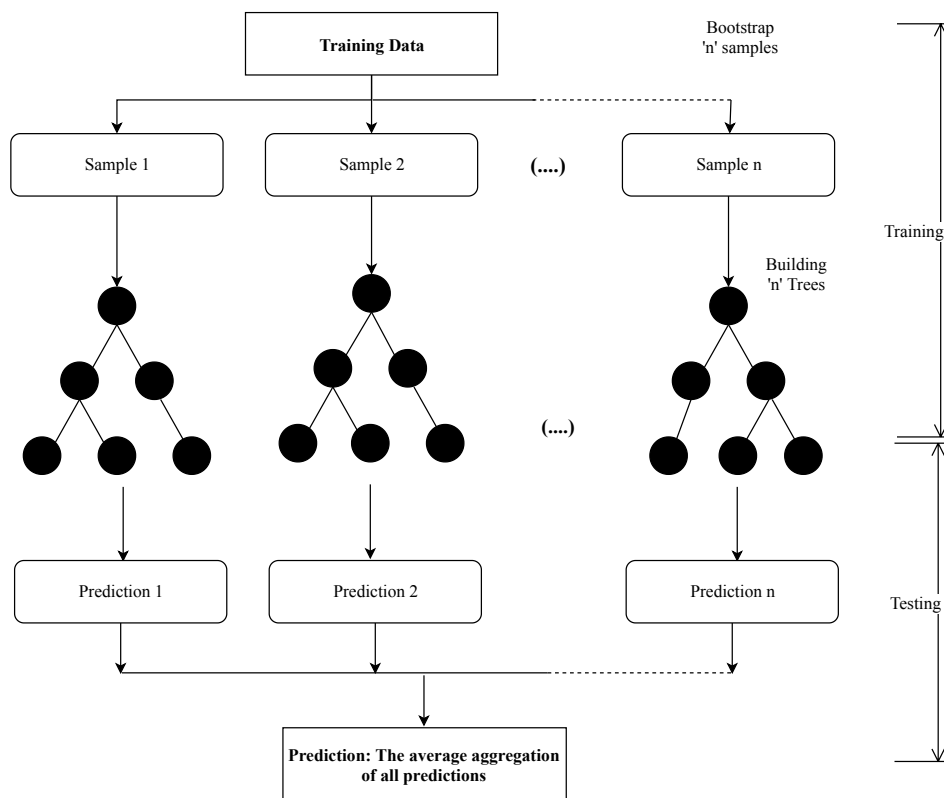 Training Data
Bootstrap
'n' samples
Sample 1
Sample 2
(....)
Sample n
Training
Building
'n' Trees
(....)
Prediction 1
Prediction 2
Prediction n
Testing
Prediction: The average aggregation
of all predictions